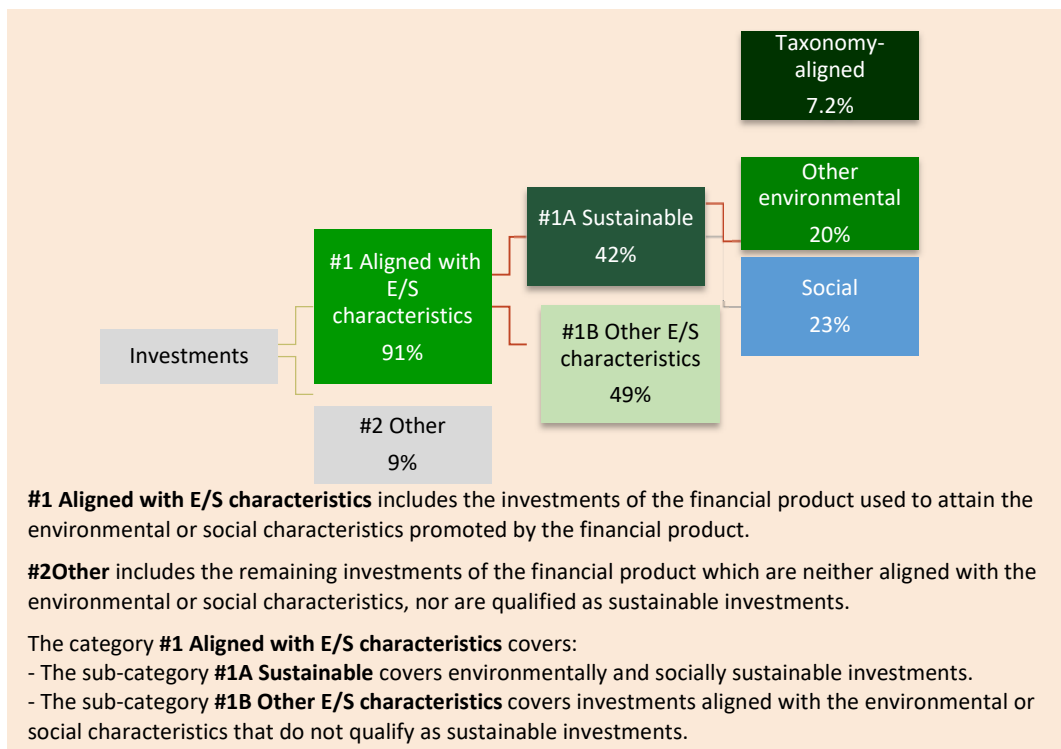 Taxonomy-
aligned
7.2%
Other
environmental
20%
#1A Sustainable
42%
#1 Aligned with
E/S
characteristics
91%
Social
23%
Investments
#1B Other E/S
characteristics
49%
#2 Other
9%
#1 Aligned with E/S characteristics includes the investments of the financial product used to attain the
environmental or social characteristics promoted by the financial product.
#2Other includes the remaining investments of the financial product which are neither aligned with the
environmental or social characteristics, nor are qualified as sustainable investments.
The category #1 Aligned with E/S characteristics covers:
- The sub-category #1A Sustainable covers environmentally and socially sustainable investments.
- The sub-category #1B Other E/S characteristics covers investments aligned with the environmental or
social characteristics that do not qualify as sustainable investments.